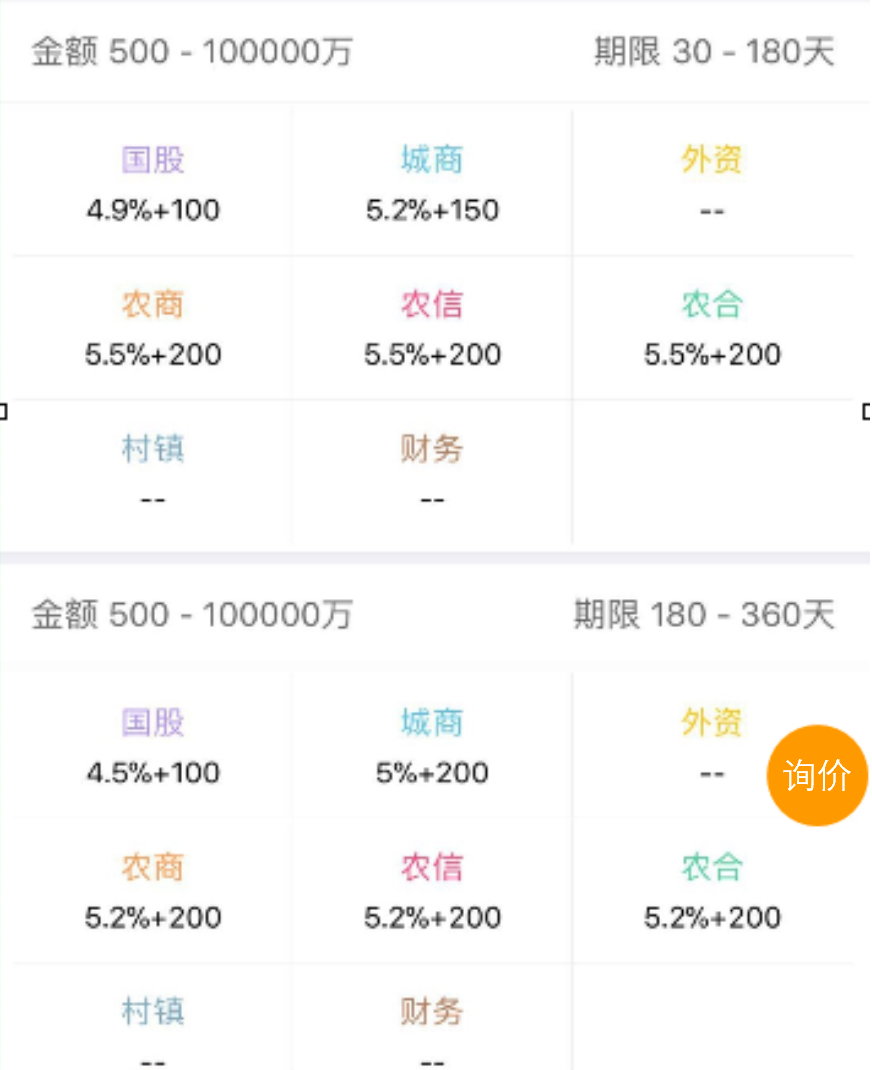 金额 500 - 100000万 期限 30 - 180天
国股 城商 外资
4.9%+100 5.2%+150 --
农商 农信 农合
5.5%+200 5.5%+200 5.5%+200
村镇 财务
-- --
金额 500 - 100000万 期限 180 - 360天
国股 城商 外资
4.5%+100 5%+200 --
询价
农商 农信 农合
5.2%+200 5.2%+200 5.2%+200
村镇 财务
-- --